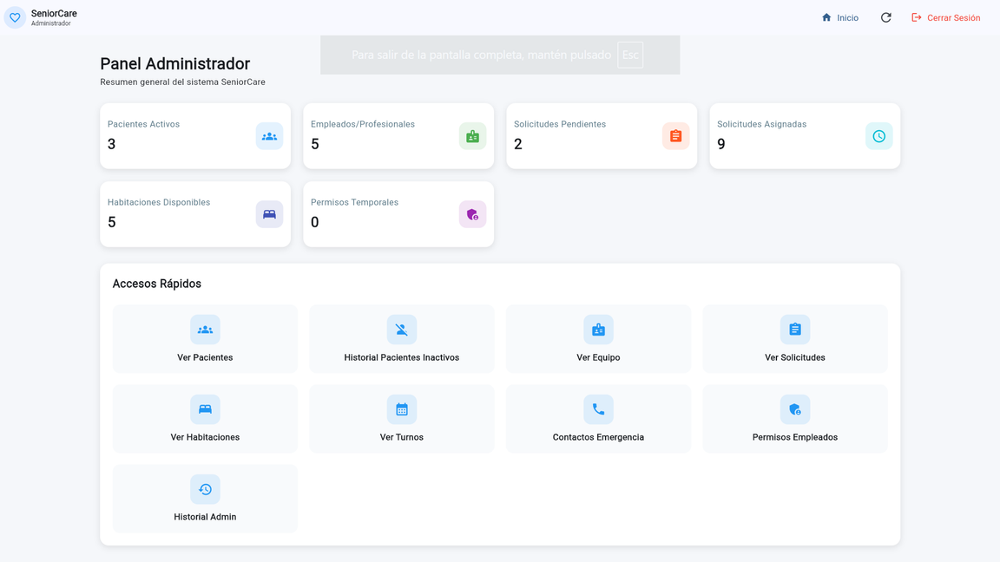 SeniorCare
Administrador
Inicio
Cerrar Sesión
Para salir de la pantalla completa, mantén pulsado Esc
Panel Administrador
Resumen general del sistema SeniorCare
Pacientes Activos
3
Empleados/Profesionales
5
Solicitudes Pendientes
2
Solicitudes Asignadas
9
Habitaciones Disponibles
5
Permisos Temporales
0
Accesos Rápidos
Ver Pacientes
Historial Pacientes Inactivos
Ver Equipo
Ver Solicitudes
Ver Habitaciones
Ver Turnos
Contactos Emergencia
Permisos Empleados
Historial Admin